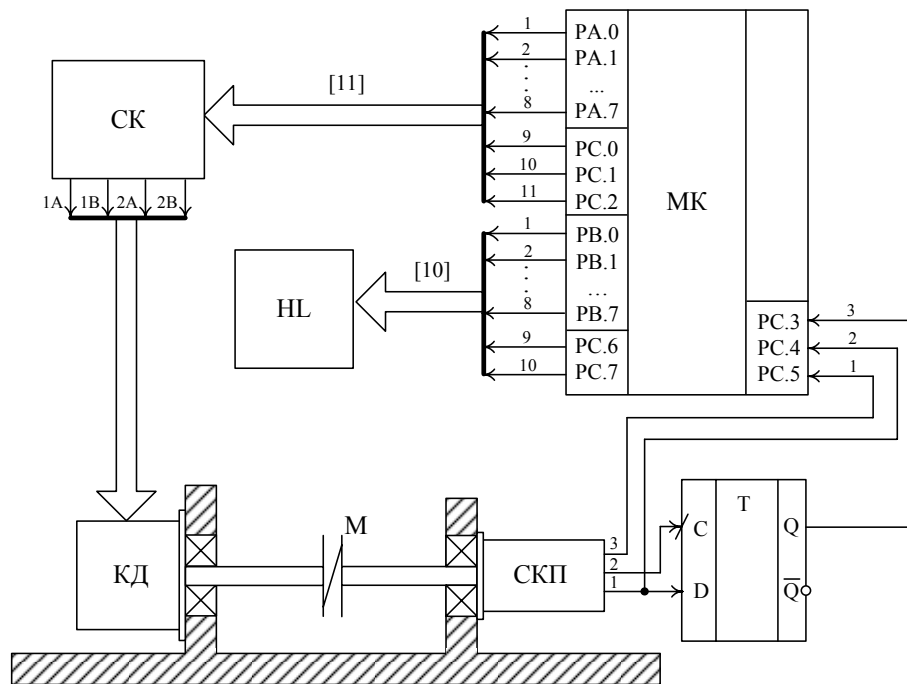 СК
[11]
1A 1B 2A 2B
HL
[10]
1 PA.0
2 PA.1
...
8 PA.7
9 PC.0
10 PC.1
11 PC.2
1 PB.0
2 PB.1
...
8 PB.7
9 PC.6
10 PC.7
МК
PC.3 3
PC.4 2
PC.5 1
КД
М
СКП
3
2
1
T
C
D
Q
Q̅